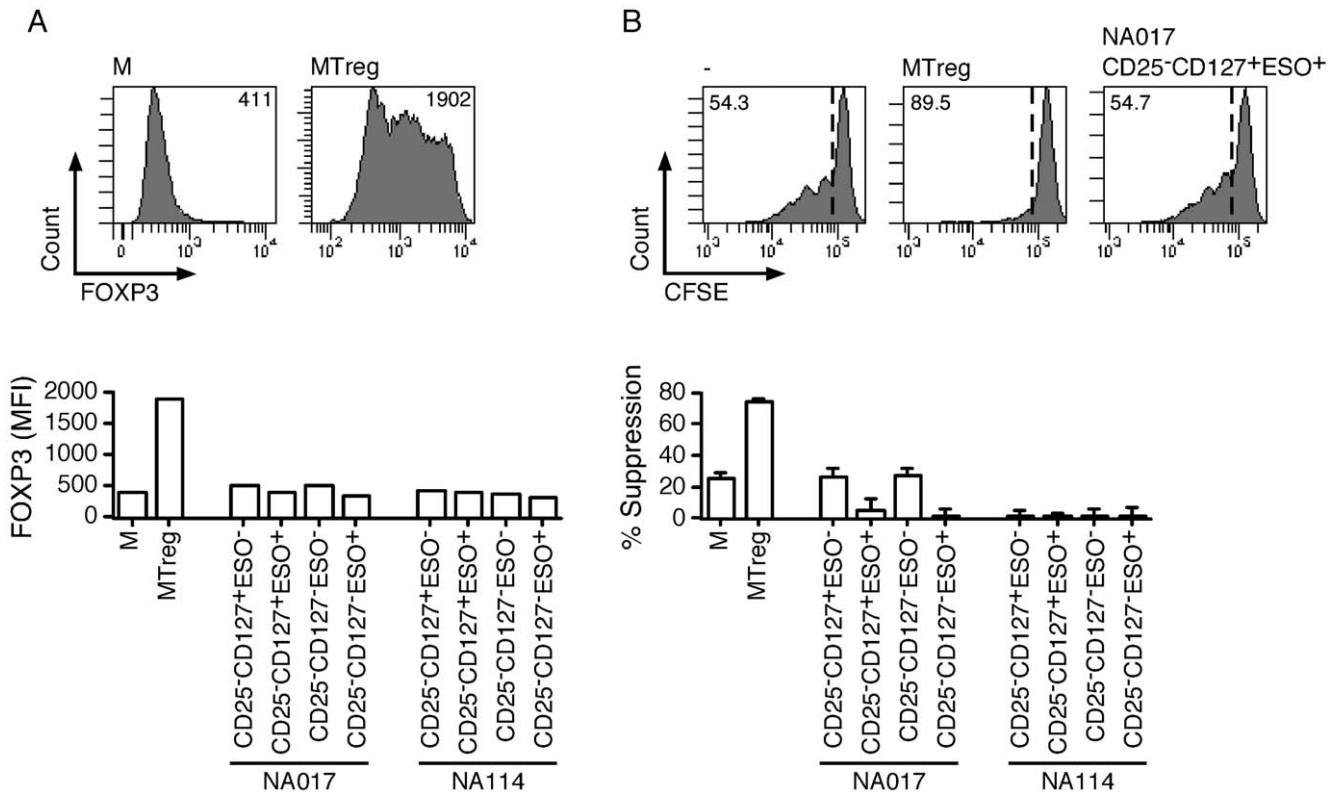 A
M
411
MTreg
1902
Count
0 10³ 10⁴
10² 10³ 10⁴
FOXP3
B
-
54.3
MTreg
89.5
NA017
CD25⁻CD127⁺ESO⁺
54.7
Count
10³ 10⁴ 10⁵
10³ 10⁴ 10⁵
10³ 10⁴ 10⁵
CFSE
FOXP3 (MFI)
2000
1500
1000
500
0
M
MTreg
CD25⁻CD127⁺ESO⁻
CD25⁻CD127⁺ESO⁺
CD25⁻CD127⁻ESO⁻
CD25⁻CD127⁻ESO⁺
NA017
CD25⁻CD127⁺ESO⁻
CD25⁻CD127⁺ESO⁺
CD25⁻CD127⁻ESO⁻
CD25⁻CD127⁻ESO⁺
NA114
% Suppression
80
60
40
20
0
M
MTreg
CD25⁻CD127⁺ESO⁻
CD25⁻CD127⁺ESO⁺
CD25⁻CD127⁻ESO⁻
CD25⁻CD127⁻ESO⁺
NA017
CD25⁻CD127⁺ESO⁻
CD25⁻CD127⁺ESO⁺
CD25⁻CD127⁻ESO⁻
CD25⁻CD127⁻ESO⁺
NA114